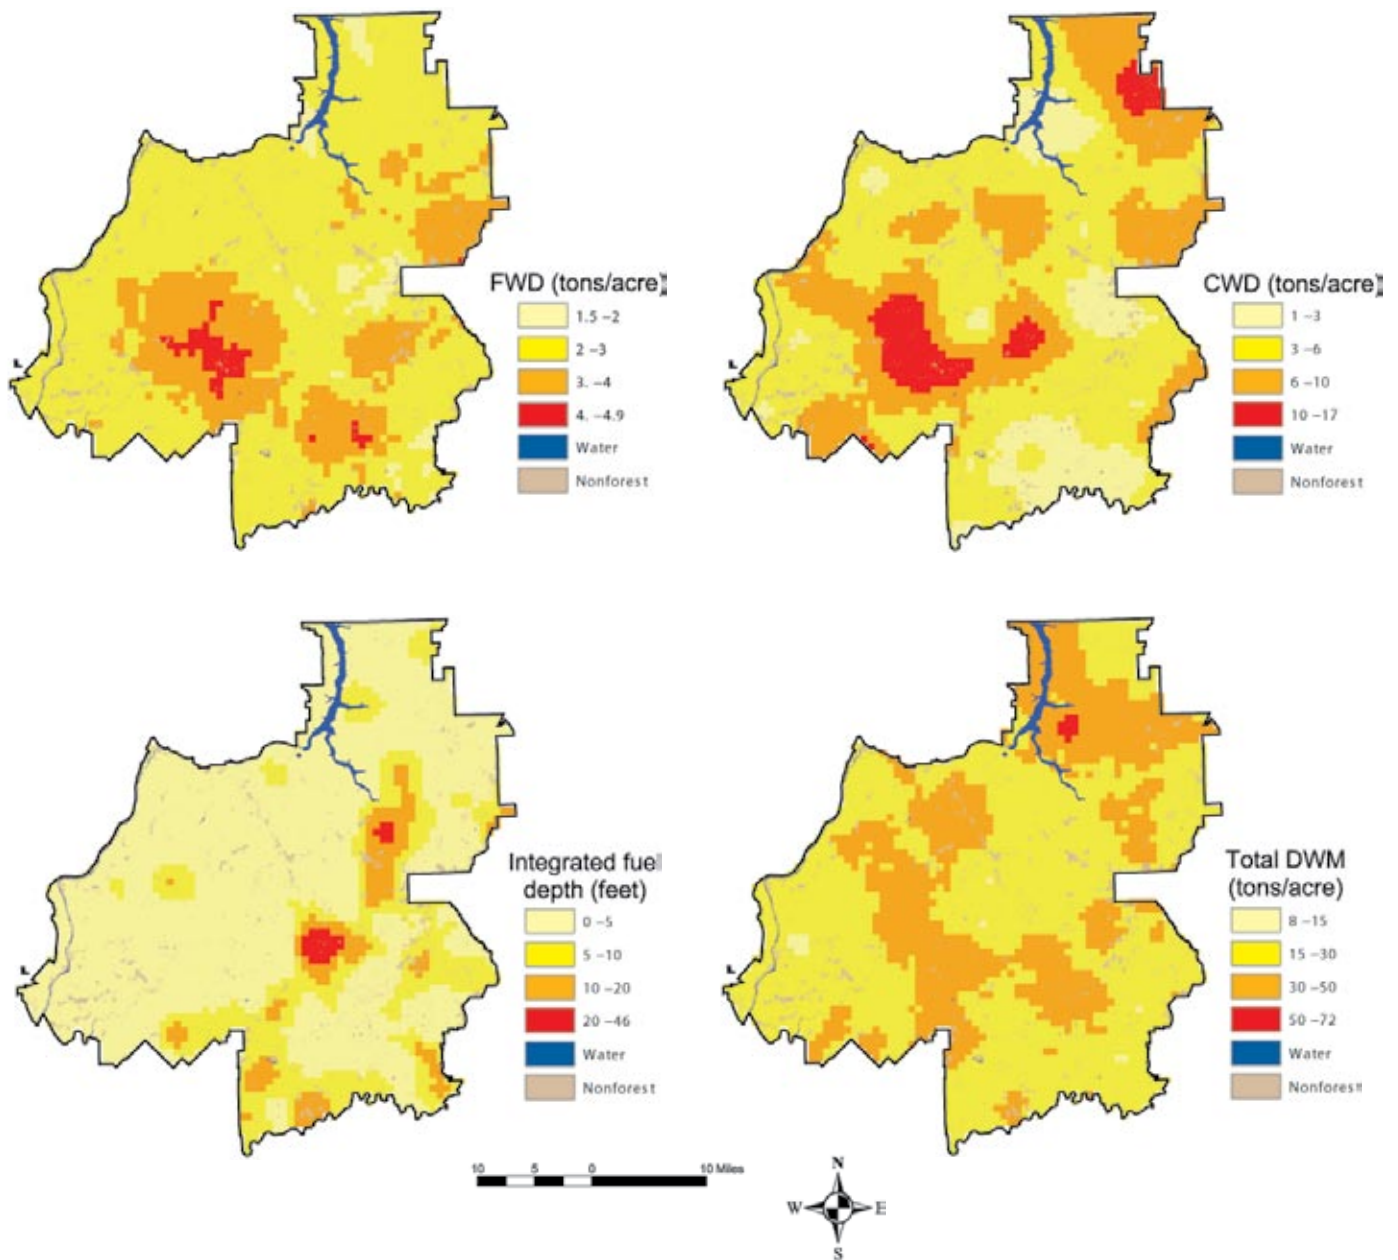 FWD (tons/acre)
1.5 –2
2 –3
3. –4
4. –4.9
Water
Nonforest
CWD (tons/acre)
1 –3
3 –6
6 –10
10 –17
Water
Nonforest
Integrated fue
depth (feet)
0 –5
5 –10
10 –20
20 –46
Water
Nonforest
Total DWM
(tons/acre)
8 –15
15 –30
30 –50
50 –72
Water
Nonforest
10 5 0 10 Miles
N
W E
S